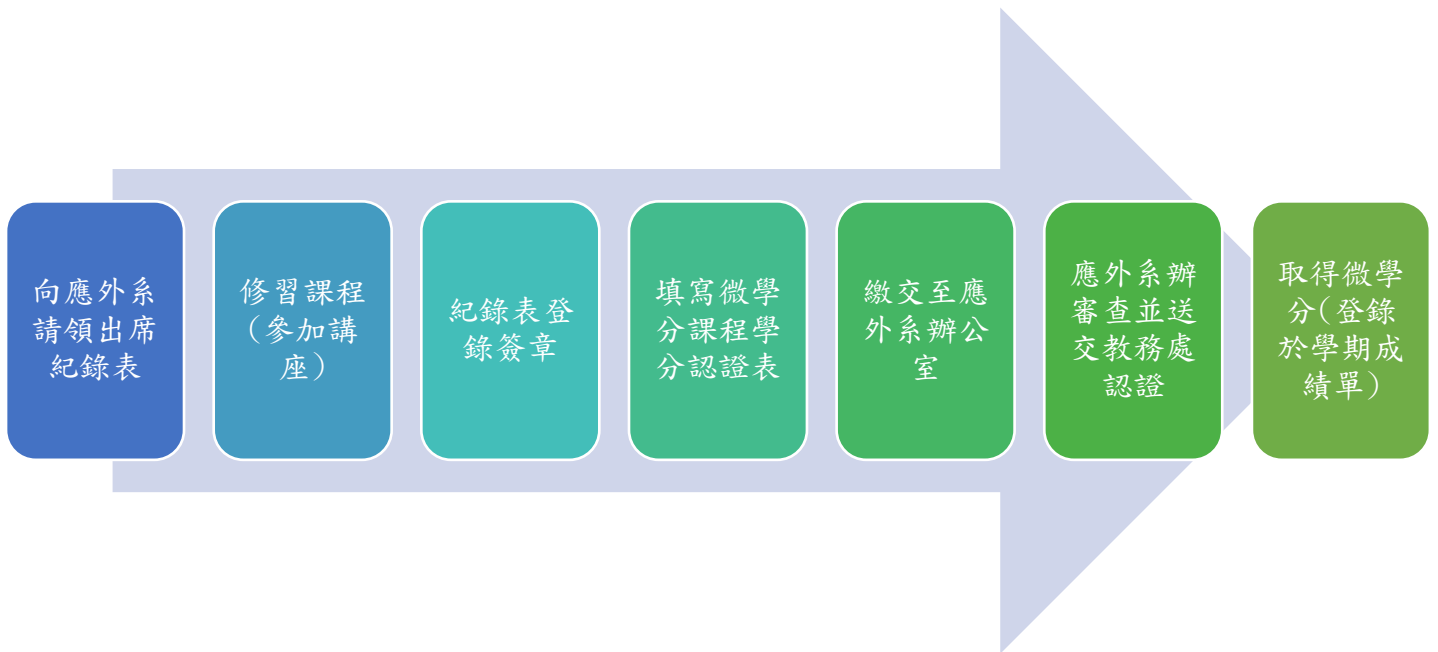 向應外系
請領出席
紀錄表
修習課程
（參加講
座）
紀錄表登
錄簽章
填寫微學
分課程學
分認證表
繳交至應
外系辦公
室
應外系辦
審查並送
交教務處
認證
取得微學
分(登錄
於學期成
績單）